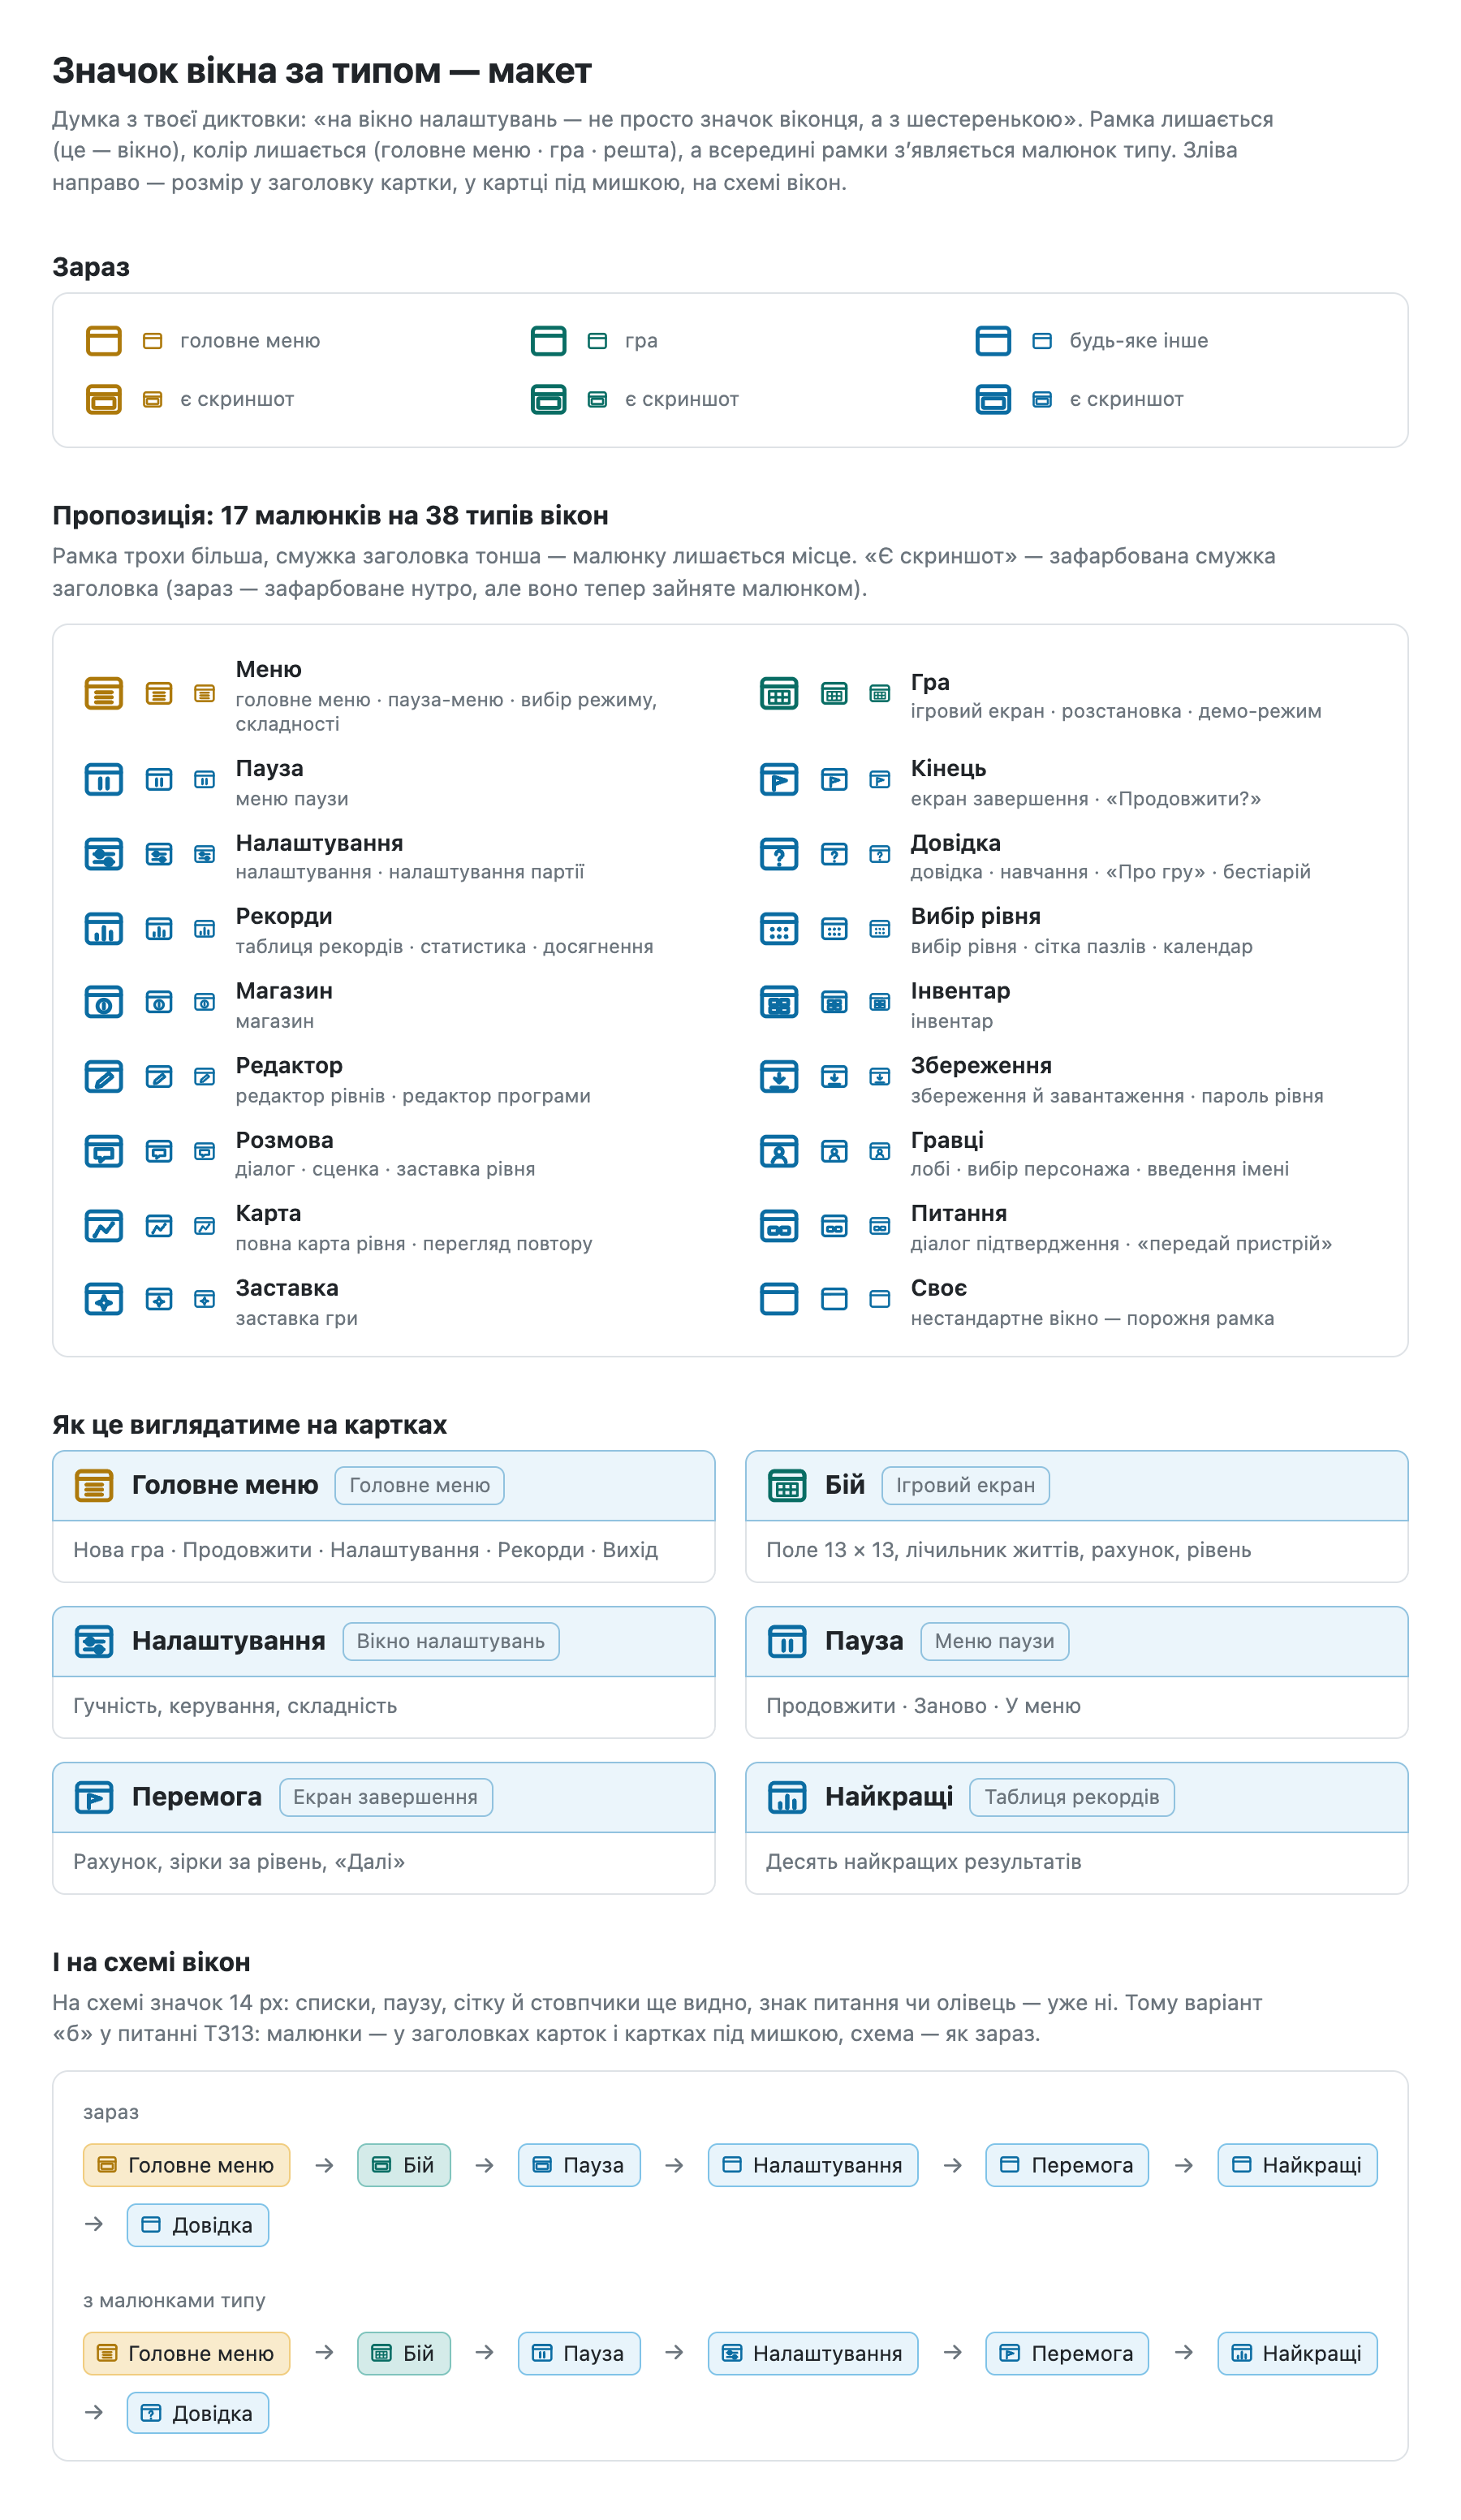 Значок вікна за типом — макет
Думка з твоєї диктовки: «на вікно налаштувань — не просто значок віконця, а з шестеренькою». Рамка лишається
(це — вікно), колір лишається (головне меню · гра · решта), а всередині рамки з’являється малюнок типу. Зліва
направо — розмір у заголовку картки, у картці під мишкою, на схемі вікон.
Зараз
головне меню
гра
будь-яке інше
є скриншот
є скриншот
є скриншот
Пропозиція: 17 малюнків на 38 типів вікон
Рамка трохи більша, смужка заголовка тонша — малюнку лишається місце. «Є скриншот» — зафарбована смужка
заголовка (зараз — зафарбоване нутро, але воно тепер зайняте малюнком).
Меню
головне меню · пауза-меню · вибір режиму,
складності
Гра
ігровий екран · розстановка · демо-режим
Пауза
меню паузи
Кінець
екран завершення · «Продовжити?»
Налаштування
налаштування · налаштування партії
Довідка
довідка · навчання · «Про гру» · бестіарій
Рекорди
таблиця рекордів · статистика · досягнення
Вибір рівня
вибір рівня · сітка пазлів · календар
Магазин
магазин
Інвентар
інвентар
Редактор
редактор рівнів · редактор програми
Збереження
збереження й завантаження · пароль рівня
Розмова
діалог · сценка · заставка рівня
Гравці
лобі · вибір персонажа · введення імені
Карта
повна карта рівня · перегляд повтору
Питання
діалог підтвердження · «передай пристрій»
Заставка
заставка гри
Своє
нестандартне вікно — порожня рамка
Як це виглядатиме на картках
Головне меню Головне меню
Нова гра · Продовжити · Налаштування · Рекорди · Вихід
Бій Ігровий екран
Поле 13 × 13, лічильник життів, рахунок, рівень
Налаштування Вікно налаштувань
Гучність, керування, складність
Пауза Меню паузи
Продовжити · Заново · У меню
Перемога Екран завершення
Рахунок, зірки за рівень, «Далі»
Найкращі Таблиця рекордів
Десять найкращих результатів
І на схемі вікон
На схемі значок 14 px: списки, паузу, сітку й стовпчики ще видно, знак питання чи олівець — уже ні. Тому варіант
«б» у питанні Т313: малюнки — у заголовках карток і картках під мишкою, схема — як зараз.
зараз
Головне меню → Бій → Пауза → Налаштування → Перемога → Найкращі
→ Довідка
з малюнками типу
Головне меню → Бій → Пауза → Налаштування → Перемога → Найкращі
→ Довідка